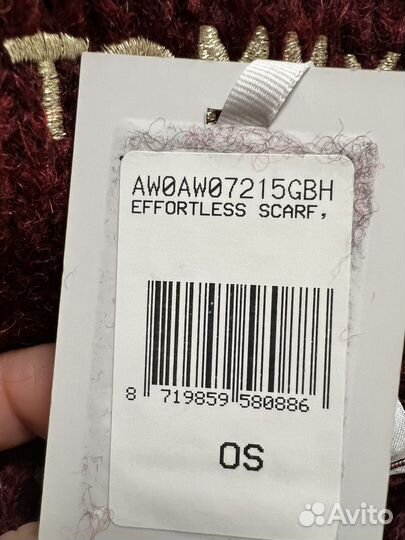 AW0AW07215GBH
EFFORTLESS SCARF,
8 719859 580886
OS
Avito